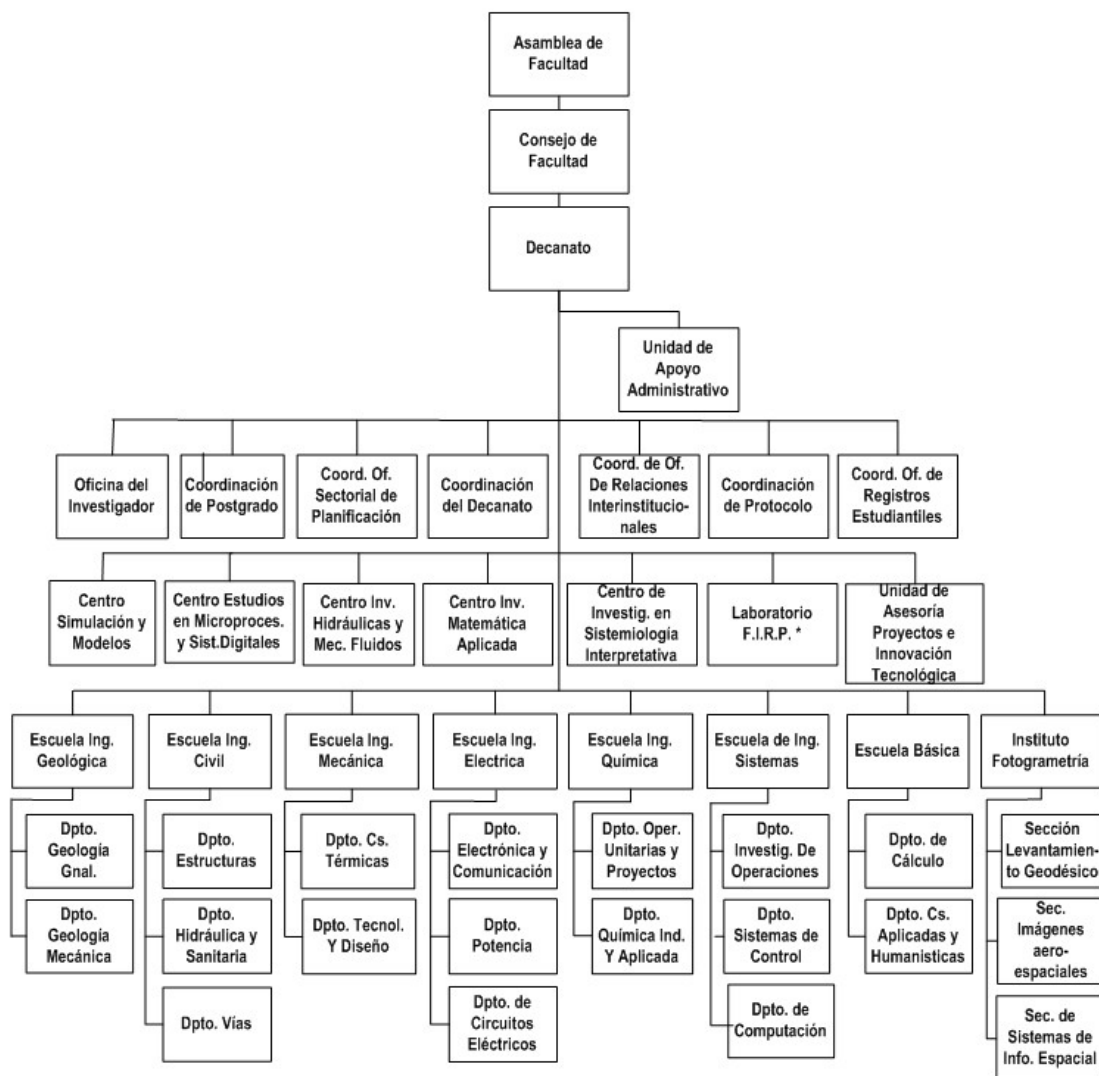 Asamblea de
Facultad
Consejo de
Facultad
Decanato
Unidad de
Apoyo
Administrativo
Oficina del
Investigador
Coordinación
de Postgrado
Coord. Of.
Sectorial de
Planificación
Coordinación
del Decanato
Coord. de Of.
De Relaciones
Interinstitucio-
nales
Coordinación
de Protocolo
Coord. Of. de
Registros
Estudiantiles
Centro
Simulación y
Modelos
Centro Estudios
en Microproces.
y Sist.Digitales
Centro Inv.
Hidráulicas y
Mec. Fluidos
Centro Inv.
Matemática
Aplicada
Centro de
Investig. en
Sistemiología
Interpretativa
Laboratorio
F.I.R.P. *
Unidad de
Asesoría
Proyectos e
Innovación
Tecnológica
Escuela Ing.
Geológica
Escuela Ing.
Civil
Escuela Ing.
Mecánica
Escuela Ing.
Electrica
Escuela Ing.
Química
Escuela de Ing.
Sistemas
Escuela Básica
Instituto
Fotogrametría
Dpto.
Geología
Gnal.
Dpto.
Estructuras
Dpto. Cs.
Térmicas
Dpto.
Electrónica y
Comunicación
Dpto. Oper.
Unitarias y
Proyectos
Dpto.
Investig. De
Operaciones
Dpto. de
Cálculo
Sección
Levantamien-
to Geodésico
Dpto.
Geología
Mecánica
Dpto.
Hidráulica y
Sanitaria
Dpto. Tecnol.
Y Diseño
Dpto.
Potencia
Dpto.
Química Ind.
Y Aplicada
Dpto.
Sistemas de
Control
Dpto. Cs.
Aplicadas y
Humanisticas
Sec.
Imágenes
aero-
espaciales
Dpto. Vías
Dpto. de
Circuitos
Eléctricos
Dpto. de
Computación
Sec. de
Sistemas de
Info. Espacial